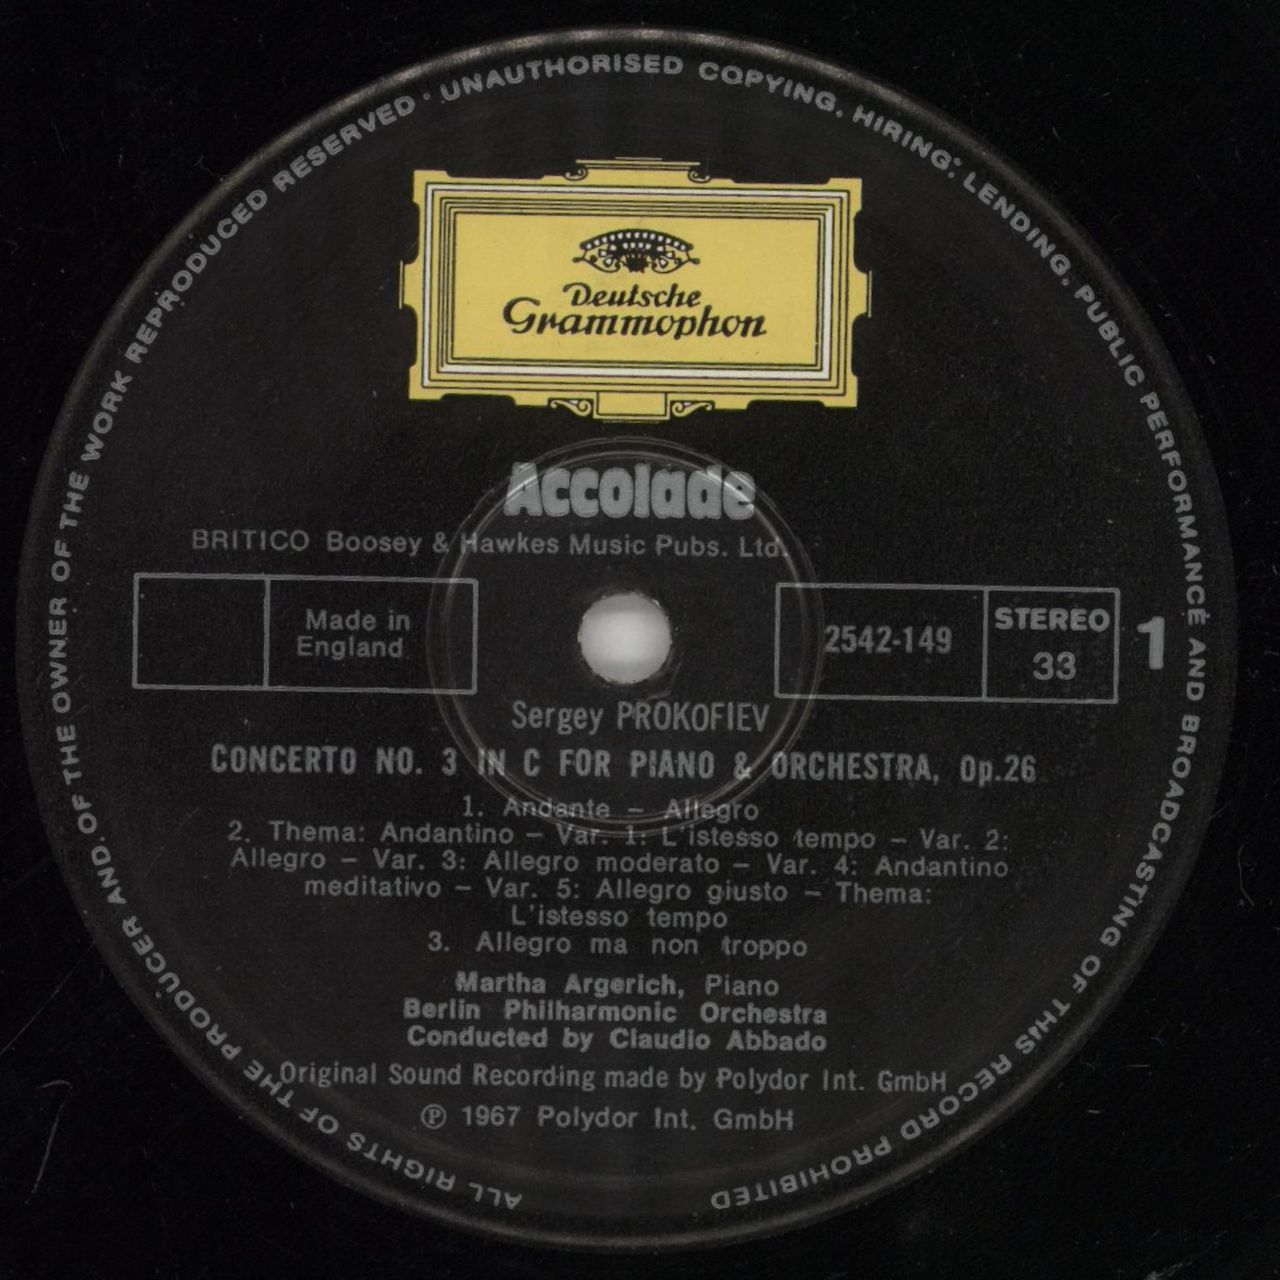 ALL RIGHTS OF THE PRODUCER AND. OF THE OWNER OF THE WORK REPRODUCED RESERVED · UNAUTHORISED COPYING, HIRING, LENDING, PUBLIC PERFORMANCE AND BROADCASTING OF THIS RECORD PROHIBITED
Deutsche
Grammophon
Accolade
BRITICO Boosey & Hawkes Music Pubs. Ltd.
Made in
England
2542-149
STEREO
33
1
Sergey PROKOFIEV
CONCERTO NO. 3 IN C FOR PIANO & ORCHESTRA, Op.26
1. Andante – Allegro
2. Thema: Andantino – Var. 1: L'istesso tempo – Var. 2:
Allegro – Var. 3: Allegro moderato – Var. 4: Andantino
meditativo – Var. 5: Allegro giusto – Thema:
L'istesso tempo
3. Allegro ma non troppo
Martha Argerich, Piano
Berlin Philharmonic Orchestra
Conducted by Claudio Abbado
Original Sound Recording made by Polydor Int. GmbH
℗ 1967 Polydor Int. GmbH